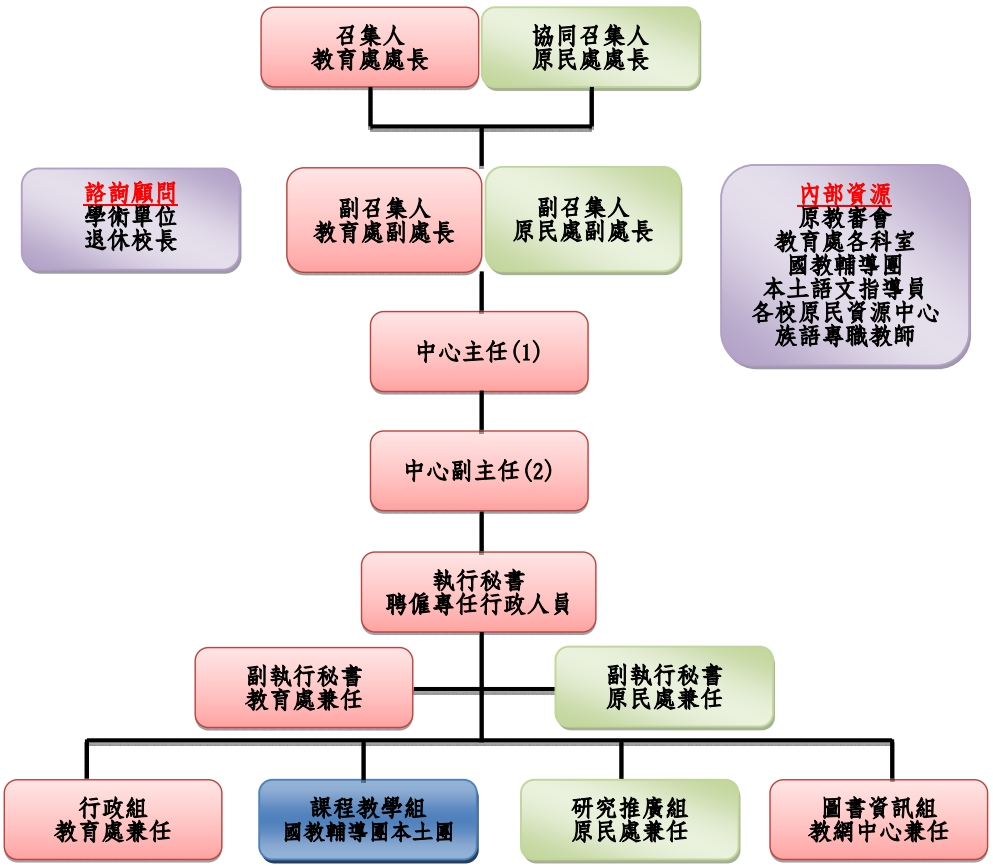 召集人
教育處處長
協同召集人
原民處處長
諮詢顧問
學術單位
退休校長
副召集人
教育處副處長
副召集人
原民處副處長
內部資源
原教審會
教育處各科室
國教輔導團
本土語文指導員
各校原民資源中心
族語專職教師
中心主任(1)
中心副主任(2)
執行秘書
聘僱專任行政人員
副執行秘書
教育處兼任
副執行秘書
原民處兼任
行政組
教育處兼任
課程教學組
國教輔導團本土團
研究推廣組
原民處兼任
圖書資訊組
教網中心兼任